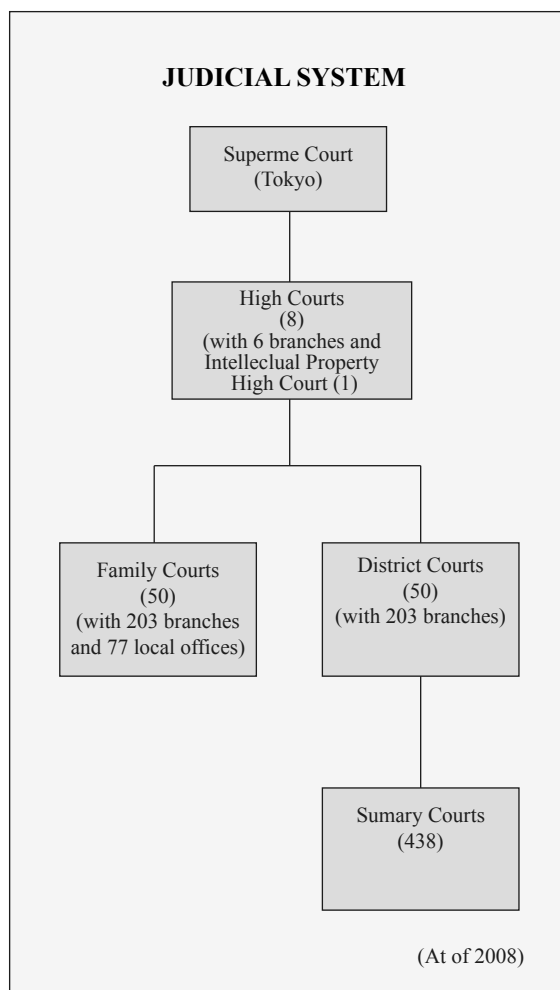 JUDICIAL SYSTEM
Superme Court
(Tokyo)
High Courts
(8)
(with 6 branches and
Intelleclual Property
High Court (1)
Family Courts
(50)
(with 203 branches
and 77 local offices)
District Courts
(50)
(with 203 branches)
Sumary Courts
(438)
(At of 2008)